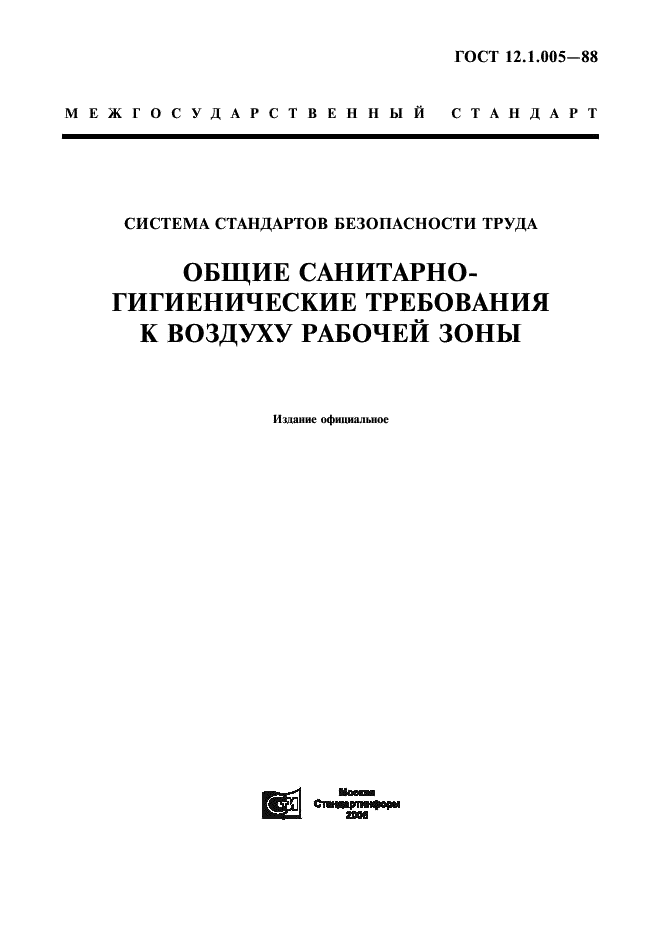 ГОСТ 12.1.005—88
МЕЖГОСУДАРСТВЕННЫЙ СТАНДАРТ
СИСТЕМА СТАНДАРТОВ БЕЗОПАСНОСТИ ТРУДА
ОБЩИЕ САНИТАРНО-
ГИГИЕНИЧЕСКИЕ ТРЕБОВАНИЯ
К ВОЗДУХУ РАБОЧЕЙ ЗОНЫ
Издание официальное
Москва
Стандартинформ